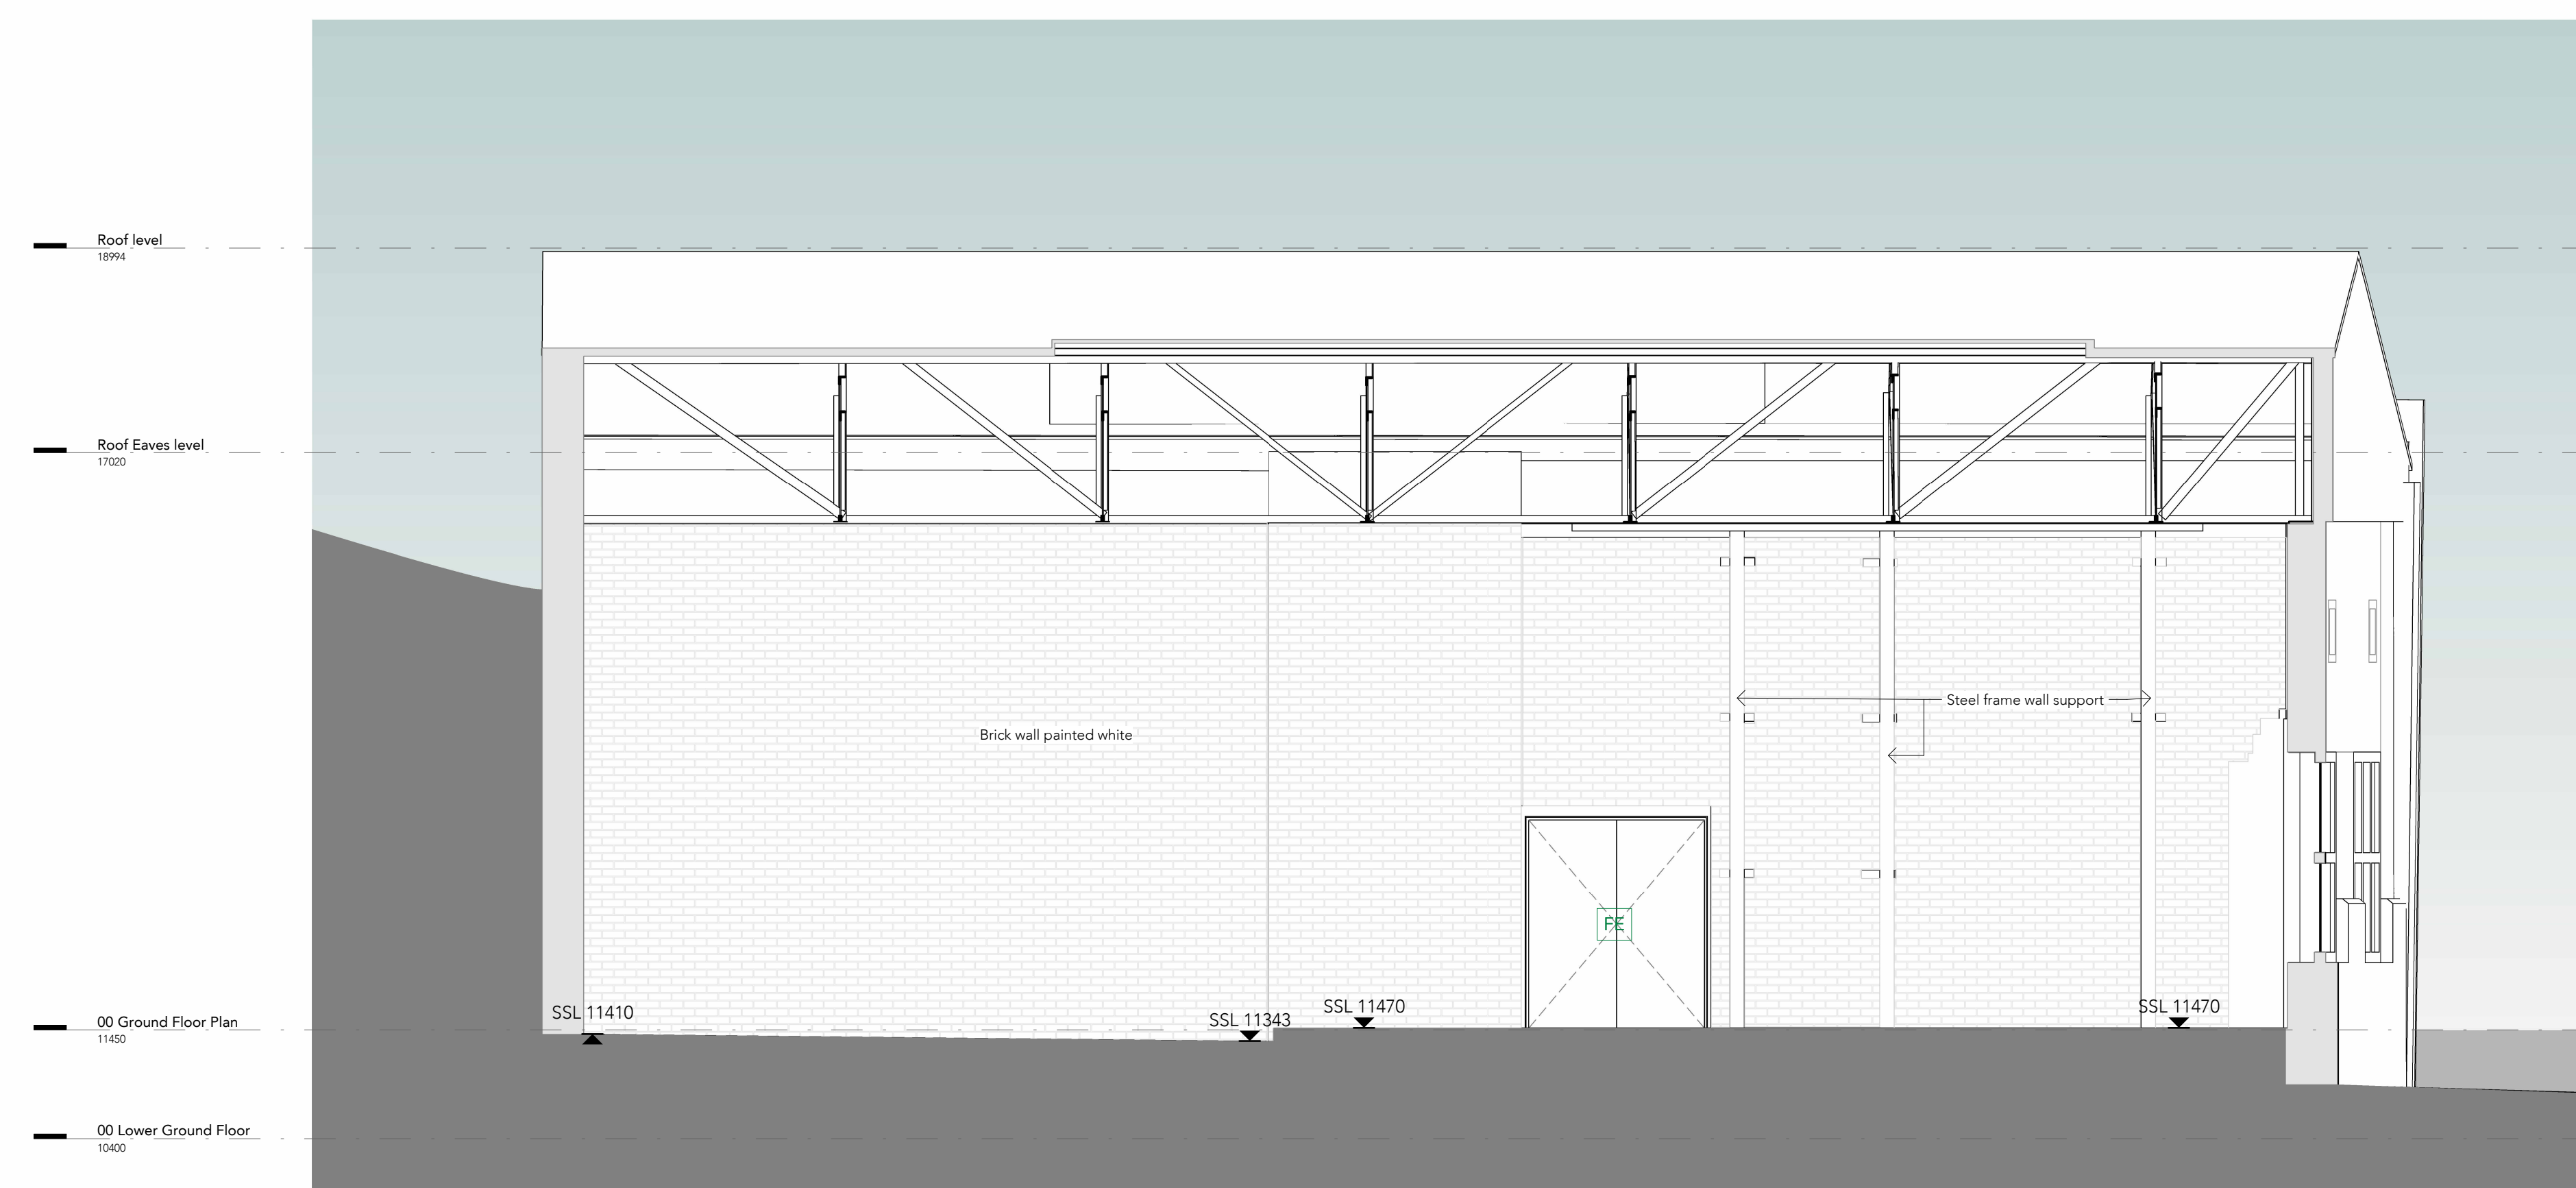 Roof level
18994
Roof Eaves level
17020
Steel frame wall support
Brick wall painted white
FE
SSL 11410
SSL 11343
SSL 11470
SSL 11470
00 Ground Floor Plan
11450
00 Lower Ground Floor
10400